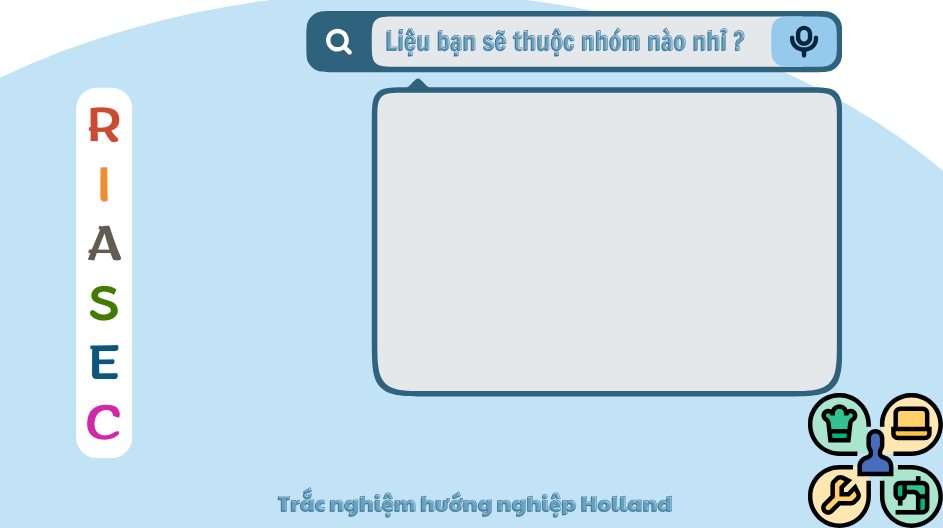 Liệu bạn sẽ thuộc nhóm nào nhỉ ?
R
I
A
S
E
C
Trắc nghiệm hướng nghiệp Holland